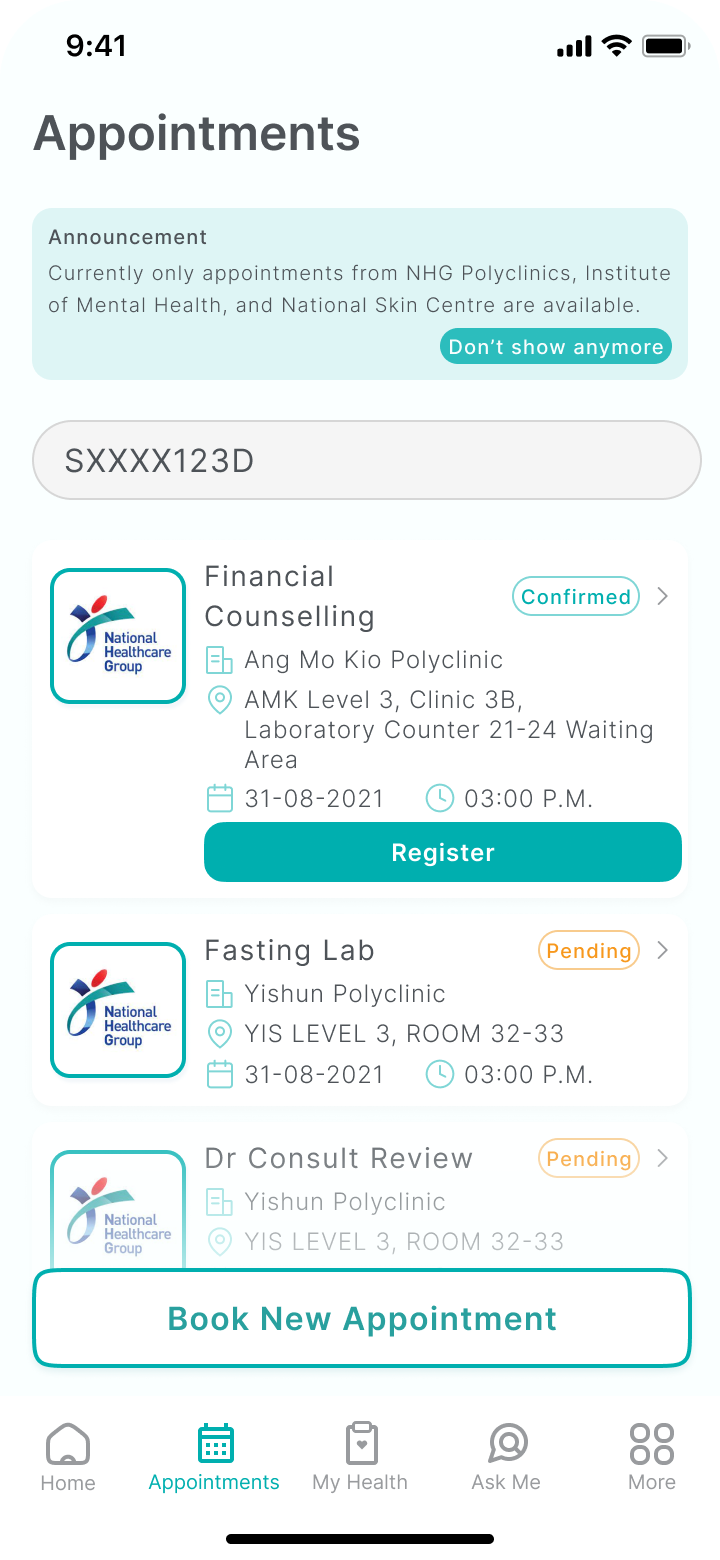 9:41
Appointments
Announcement
Currently only appointments from NHG Polyclinics, Institute
of Mental Health, and National Skin Centre are available.
Don’t show anymore
SXXXX123D
National
Healthcare
Group
Financial
Counselling
Confirmed
Ang Mo Kio Polyclinic
AMK Level 3, Clinic 3B,
Laboratory Counter 21-24 Waiting
Area
31-08-2021 03:00 P.M.
Register
National
Healthcare
Group
Fasting Lab
Pending
Yishun Polyclinic
YIS LEVEL 3, ROOM 32-33
31-08-2021 03:00 P.M.
National
Healthcare
Group
Dr Consult Review
Pending
Yishun Polyclinic
YIS LEVEL 3, ROOM 32-33
Book New Appointment
Home Appointments My Health Ask Me More